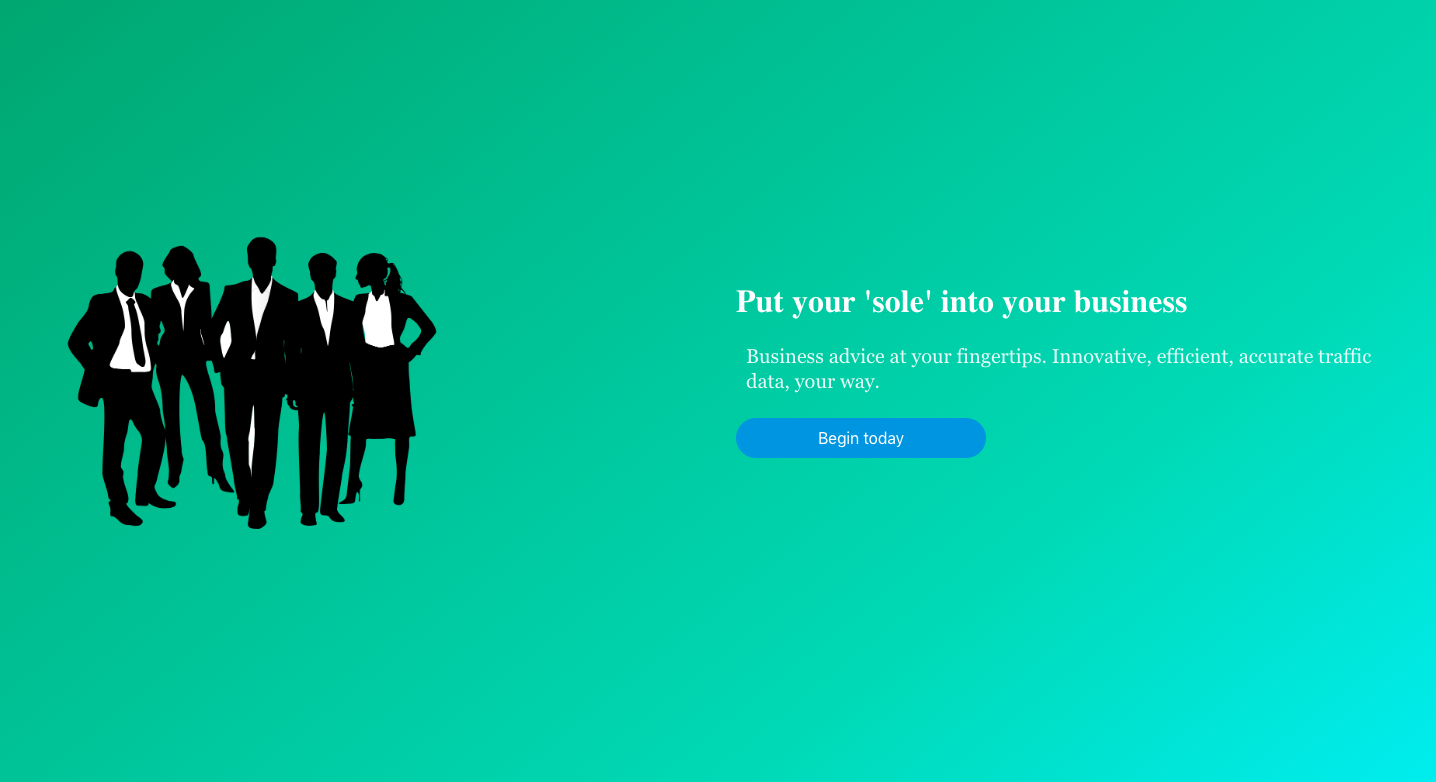 Put your 'sole' into your business
Business advice at your fingertips. Innovative, efficient, accurate traffic
data, your way.
Begin today